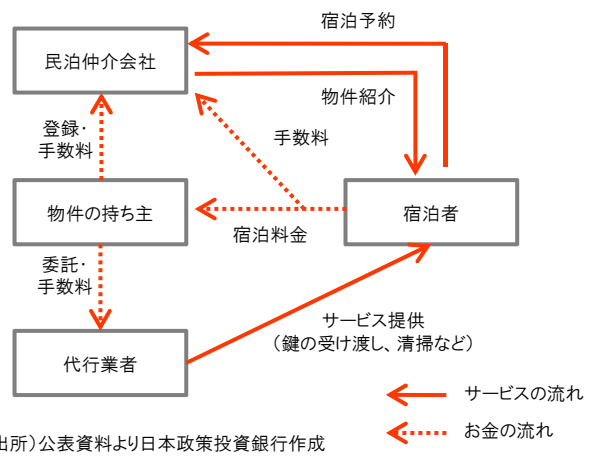 宿泊予約
民泊仲介会社
物件紹介
登録・
手数料
手数料
物件の持ち主
宿泊者
宿泊料金
委託・
手数料
サービス提供
（鍵の受け渡し、清掃など）
代行業者
サービスの流れ
お金の流れ
出所）公表資料より日本政策投資銀行作成